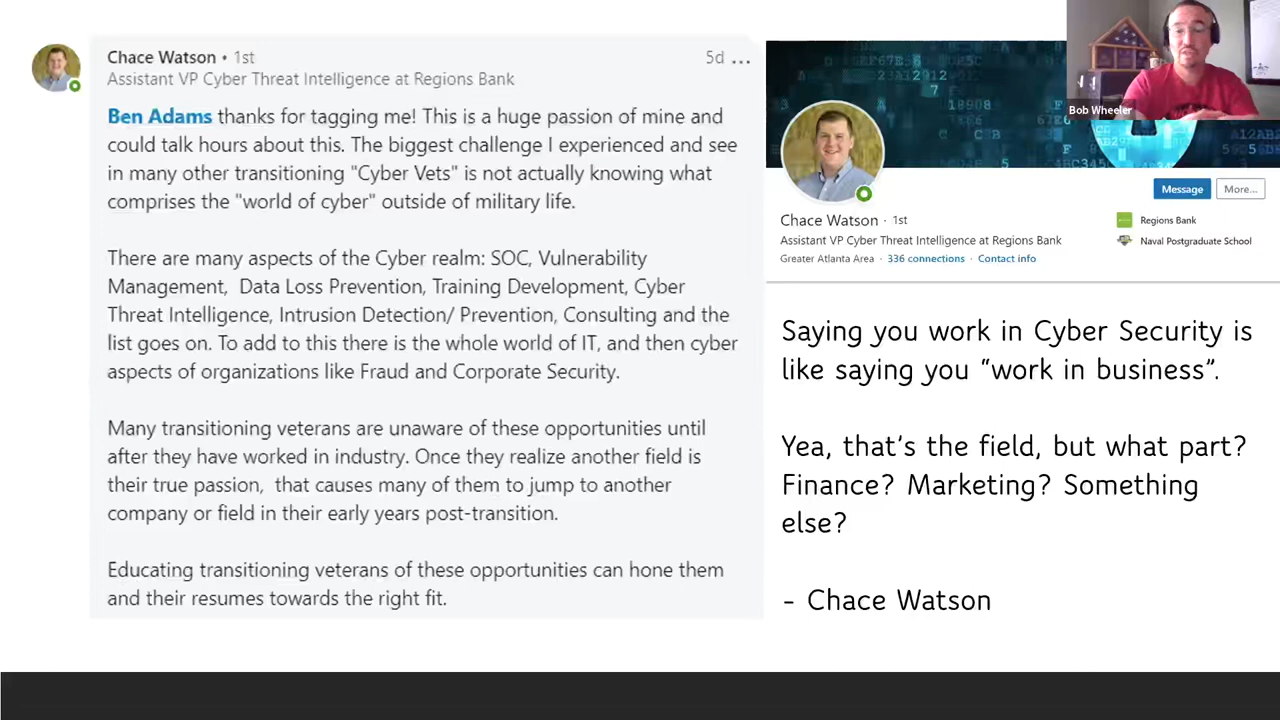 Chace Watson • 1st
5d ...
Assistant VP Cyber Threat Intelligence at Regions Bank
Ben Adams thanks for tagging me! This is a huge passion of mine and
could talk hours about this. The biggest challenge I experienced and see
in many other transitioning "Cyber Vets" is not actually knowing what
comprises the "world of cyber" outside of military life.
There are many aspects of the Cyber realm: SOC, Vulnerability
Management, Data Loss Prevention, Training Development, Cyber
Threat Intelligence, Intrusion Detection/ Prevention, Consulting and the
list goes on. To add to this there is the whole world of IT, and then cyber
aspects of organizations like Fraud and Corporate Security.
Many transitioning veterans are unaware of these opportunities until
after they have worked in industry. Once they realize another field is
their true passion, that causes many of them to jump to another
company or field in their early years post-transition.
Educating transitioning veterans of these opportunities can hone them
and their resumes towards the right fit.
Bob Wheeler
Message
More...
Chace Watson · 1st
Assistant VP Cyber Threat Intelligence at Regions Bank
Greater Atlanta Area · 336 connections · Contact info
Regions Bank
Naval Postgraduate School
Saying you work in Cyber Security is
like saying you “work in business”.
Yea, that's the field, but what part?
Finance? Marketing? Something
else?
- Chace Watson